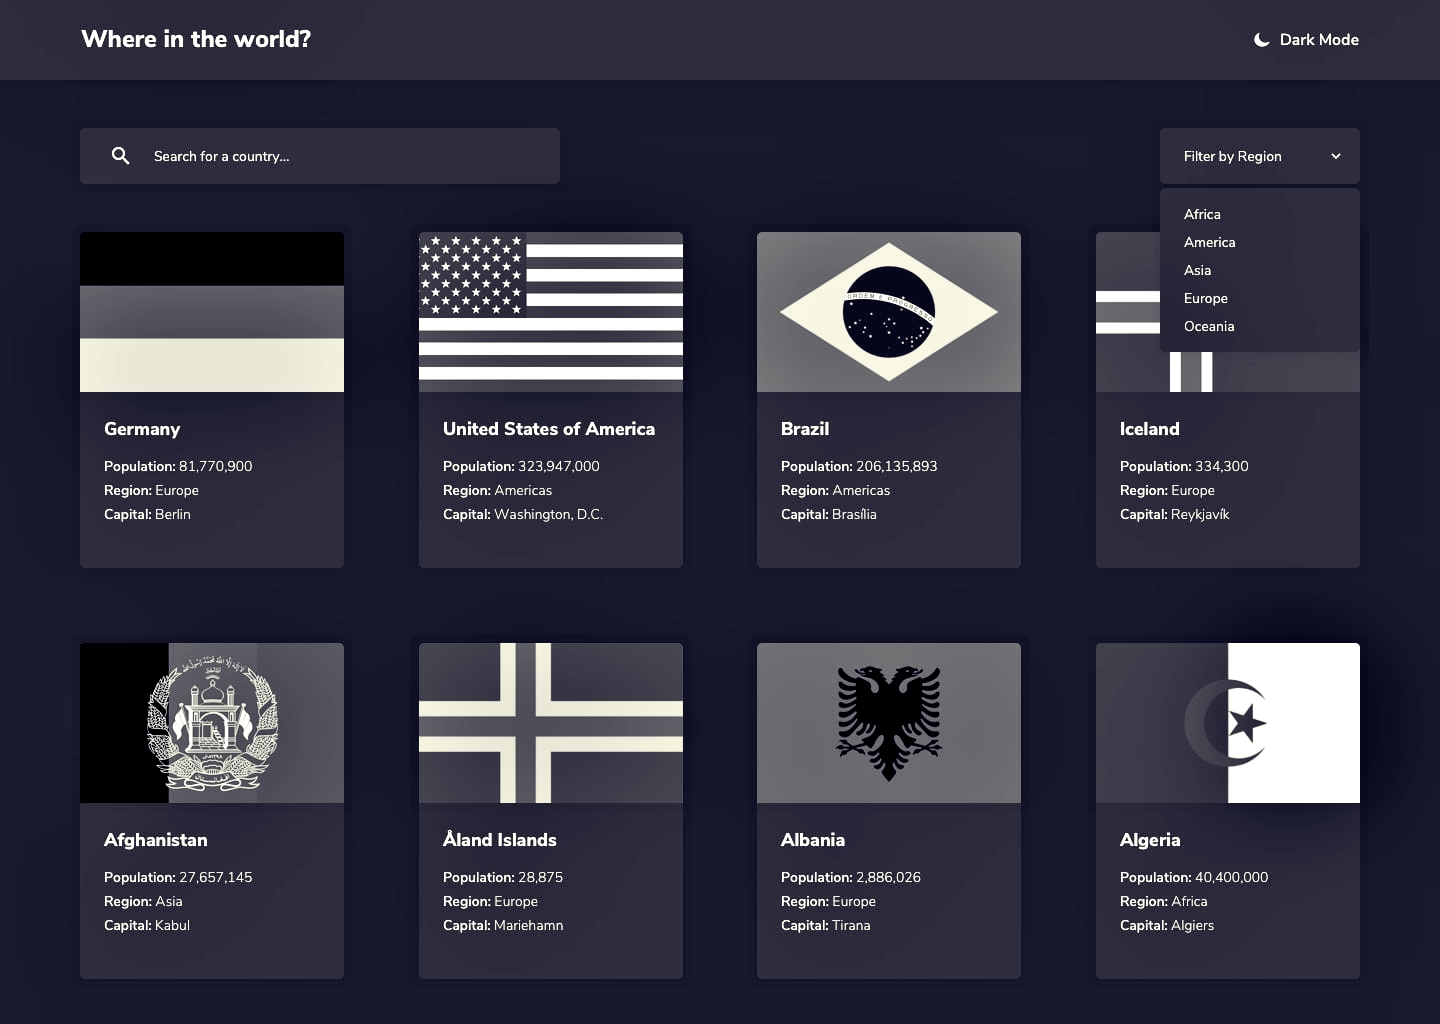 Where in the world?
Dark Mode
Search for a country...
Filter by Region
Africa
America
Asia
Europe
Oceania
ORDEM E PROGRESSO
Germany
Population: 81,770,900
Region: Europe
Capital: Berlin
United States of America
Population: 323,947,000
Region: Americas
Capital: Washington, D.C.
Brazil
Population: 206,135,893
Region: Americas
Capital: Brasília
Iceland
Population: 334,300
Region: Europe
Capital: Reykjavík
Afghanistan
Population: 27,657,145
Region: Asia
Capital: Kabul
Åland Islands
Population: 28,875
Region: Europe
Capital: Mariehamn
Albania
Population: 2,886,026
Region: Europe
Capital: Tirana
Algeria
Population: 40,400,000
Region: Africa
Capital: Algiers